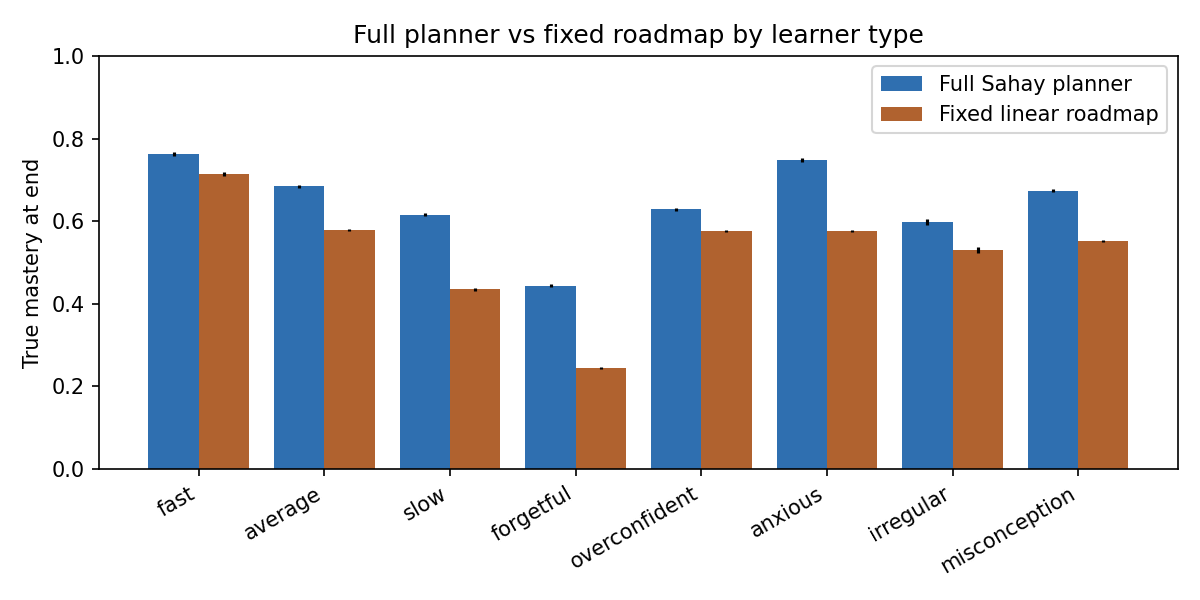 Full planner vs fixed roadmap by learner type
Full Sahay planner
Fixed linear roadmap
True mastery at end
1.0
0.8
0.6
0.4
0.2
0.0
fast
average
slow
forgetful
overconfident
anxious
irregular
misconception